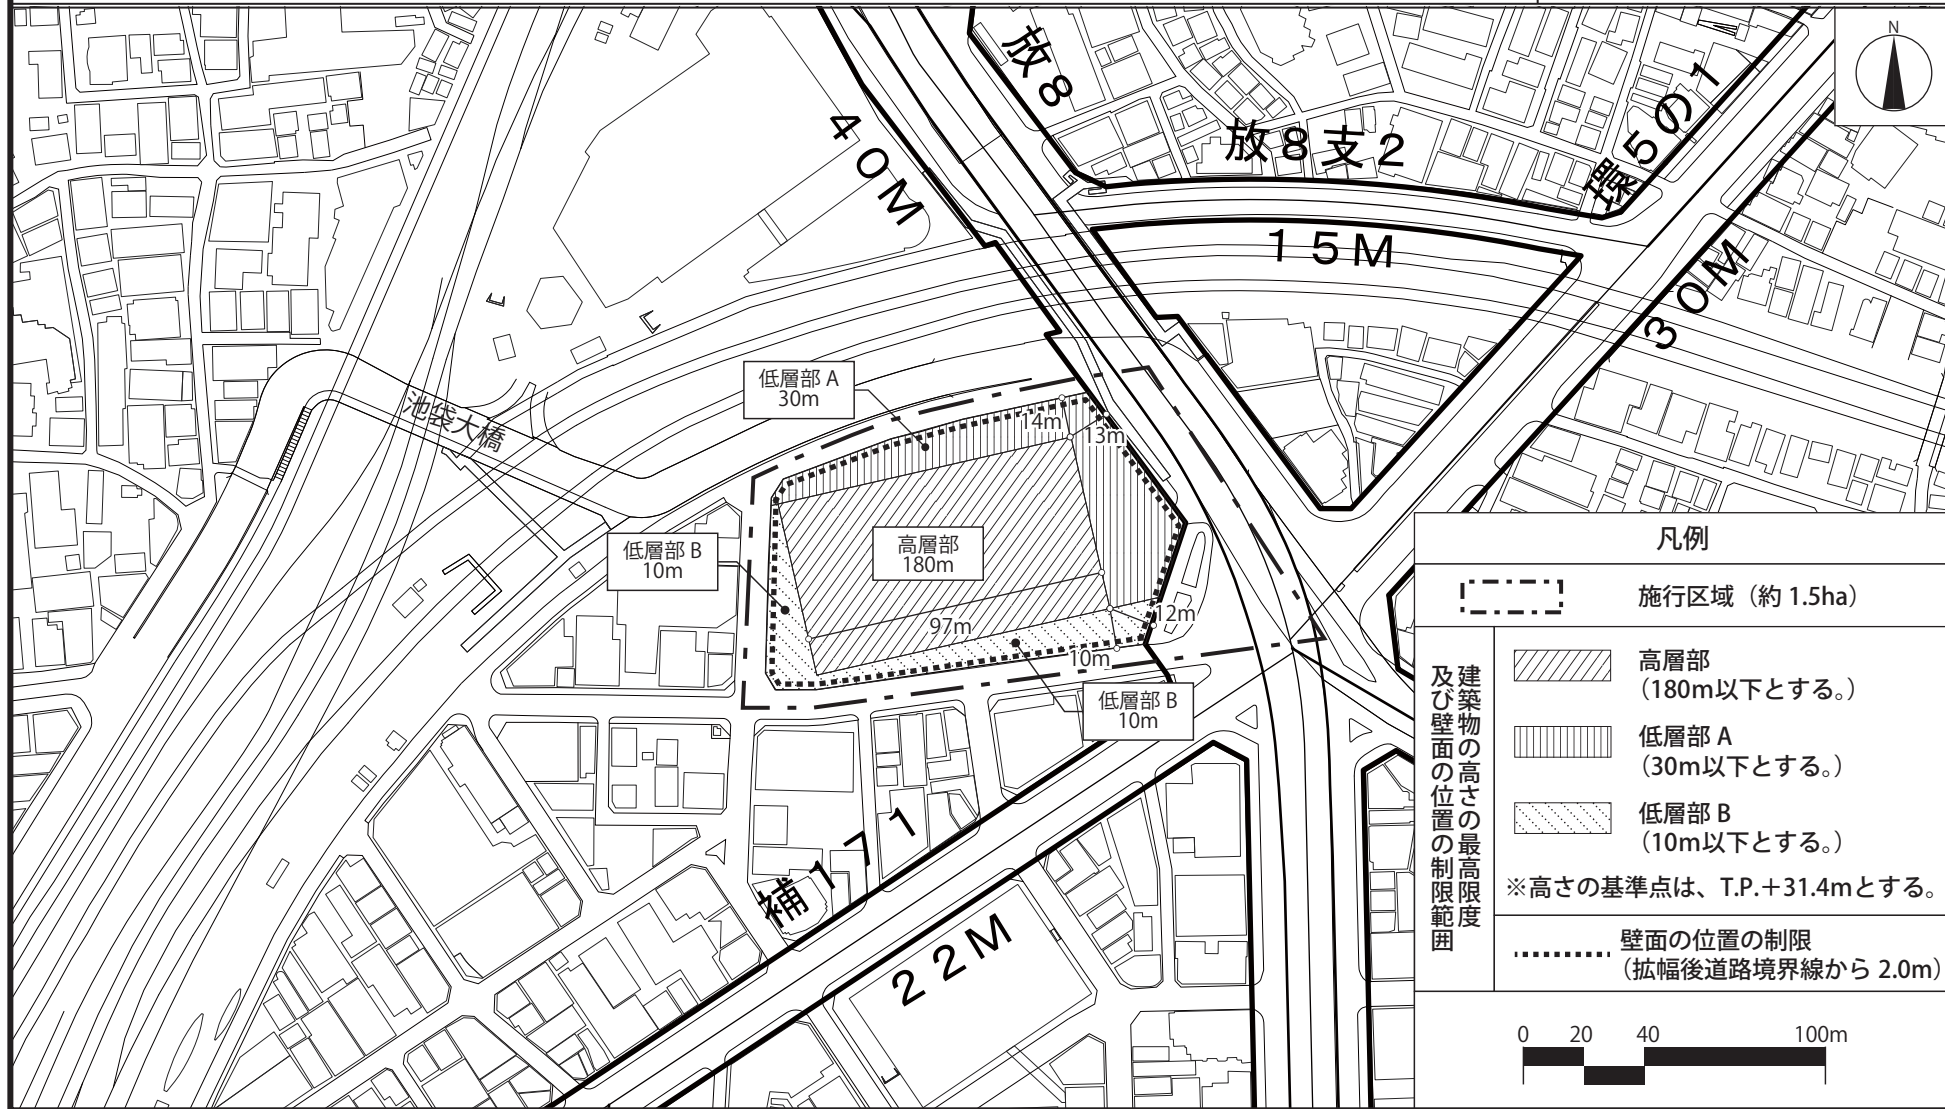 N
放8
40M
放8支2
環5の1
15M
30M
池袋大橋
低層部 A
30m
14m
13m
低層部 B
10m
高層部
180m
97m
12m
10m
低層部 B
10m
補171
22M
凡例
施行区域（約 1.5ha）
建築物の高さの最高限度
及び壁面の位置の制限範囲
高層部
（180m以下とする。）
低層部 A
（30m以下とする。）
低層部 B
（10m以下とする。）
※高さの基準点は、T.P.＋31.4mとする。
壁面の位置の制限
（拡幅後道路境界線から 2.0m）
0 20 40 100m